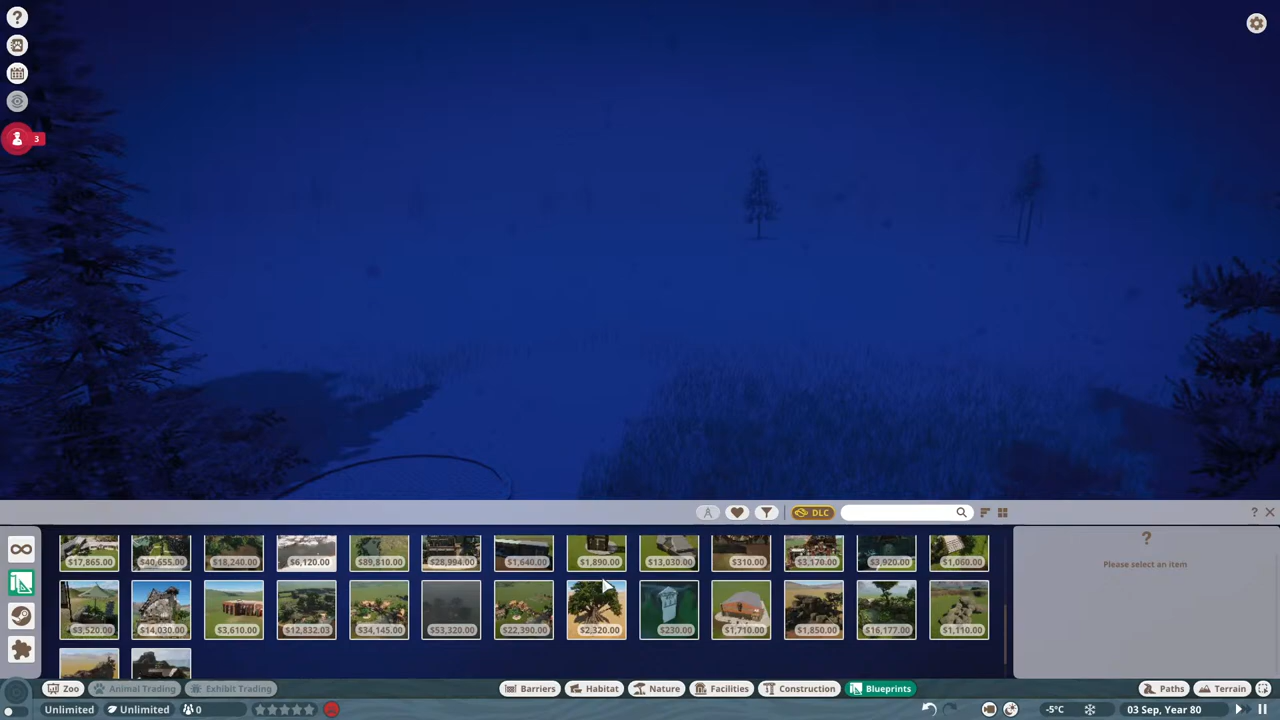 ?
3
DLC
?
$17,865.00 $40,655.00 $18,240.00 $6,120.00 $89,810.00 $28,994.00 $1,640.00 $1,890.00 $13,030.00 $310.00 $3,170.00 $3,920.00 $1,060.00
?
Please select an item
$3,520.00 $14,030.00 $3,610.00 $12,832.03 $34,145.00 $53,320.00 $22,390.00 $2,320.00 $230.00 $1,710.00 $1,850.00 $16,177.00 $1,110.00
Zoo Animal Trading Exhibit Trading Barriers Habitat Nature Facilities Construction Blueprints Paths Terrain
Unlimited Unlimited 0 -5°C 03 Sep, Year 80